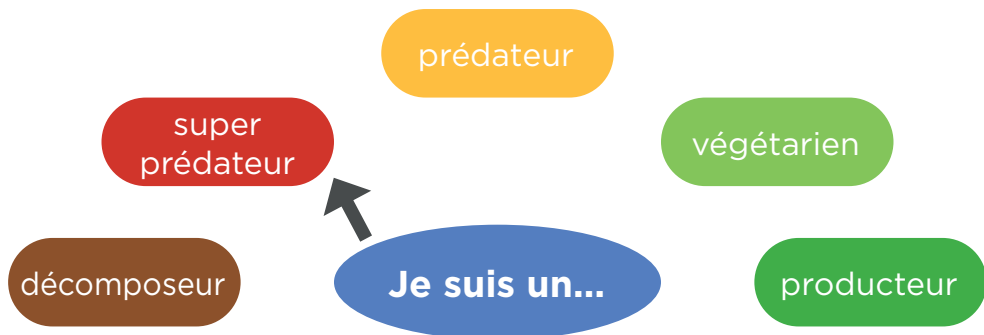 prédateur
super
prédateur
végétarien
décomposeur
Je suis un...
producteur